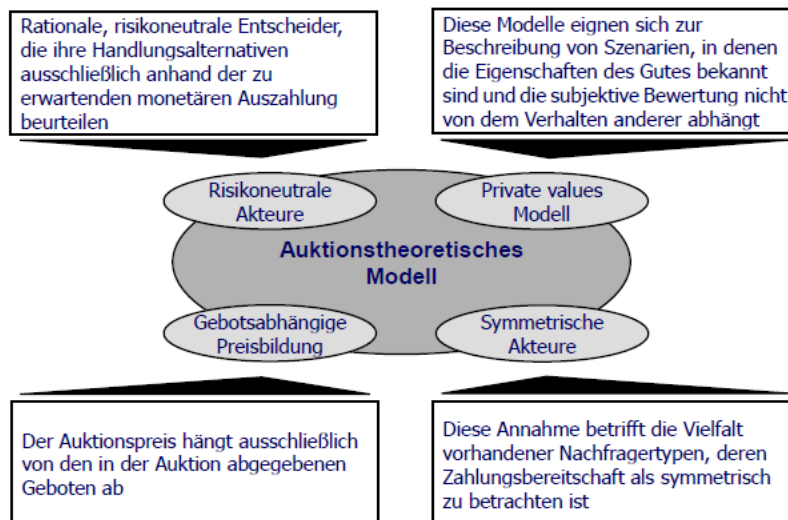 Rationale, risikoneutrale Entscheider,
die ihre Handlungsalternativen
ausschließlich anhand der zu
erwartenden monetären Auszahlung
beurteilen
Diese Modelle eignen sich zur
Beschreibung von Szenarien, in denen
die Eigenschaften des Gutes bekannt
sind und die subjektive Bewertung nicht
von dem Verhalten anderer abhängt
Risikoneutrale
Akteure
Private values
Modell
Auktionstheoretisches
Modell
Gebotsabhängige
Preisbildung
Symmetrische
Akteure
Der Auktionspreis hängt ausschließlich
von den in der Auktion abgegebenen
Geboten ab
Diese Annahme betrifft die Vielfalt
vorhandener Nachfragertypen, deren
Zahlungsbereitschaft als symmetrisch
zu betrachten ist